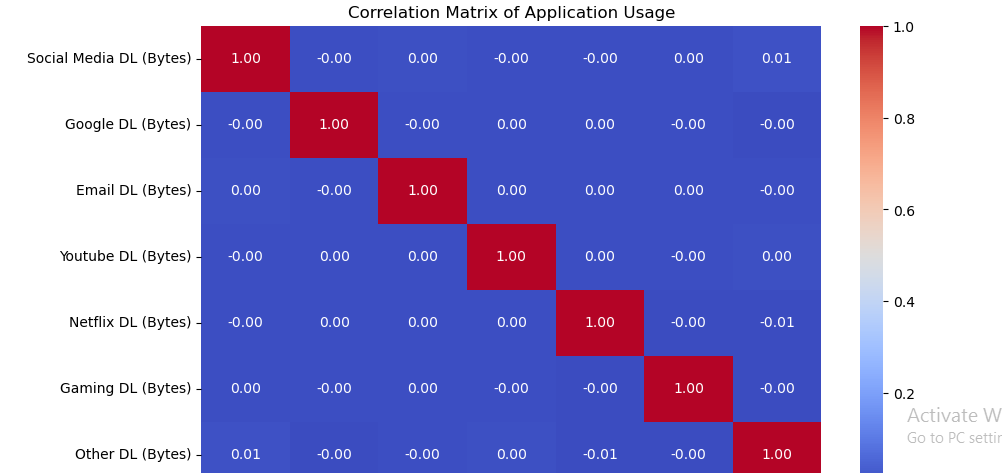 Correlation Matrix of Application Usage
Social Media DL (Bytes) 1.00 -0.00 0.00 -0.00 -0.00 0.00 0.01
Google DL (Bytes) -0.00 1.00 -0.00 0.00 0.00 -0.00 -0.00
Email DL (Bytes) 0.00 -0.00 1.00 0.00 0.00 0.00 -0.00
Youtube DL (Bytes) -0.00 0.00 0.00 1.00 0.00 -0.00 0.00
Netflix DL (Bytes) -0.00 0.00 0.00 0.00 1.00 -0.00 -0.01
Gaming DL (Bytes) 0.00 -0.00 0.00 -0.00 -0.00 1.00 -0.00
Other DL (Bytes) 0.01 -0.00 -0.00 0.00 -0.01 -0.00 1.00
1.0
0.8
0.6
0.4
0.2
Activate W
Go to PC settin